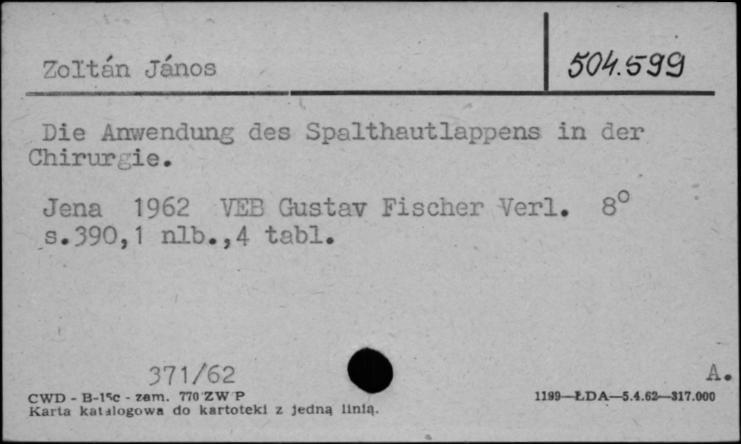 Zoltán János
504.599
Die Anwendung des Spalthautlappens in der
Chirurgie.
Jena 1962 VEB Gustav Fischer Verl. 8°
s.390,1 nlb.,4 tabl.
371/62
A.
CWD - B-15c - zam. 770 ZW P
1199—ŁDA—5.4.62—317.000
Karta katalogowa do kartoteki z jedną linią.